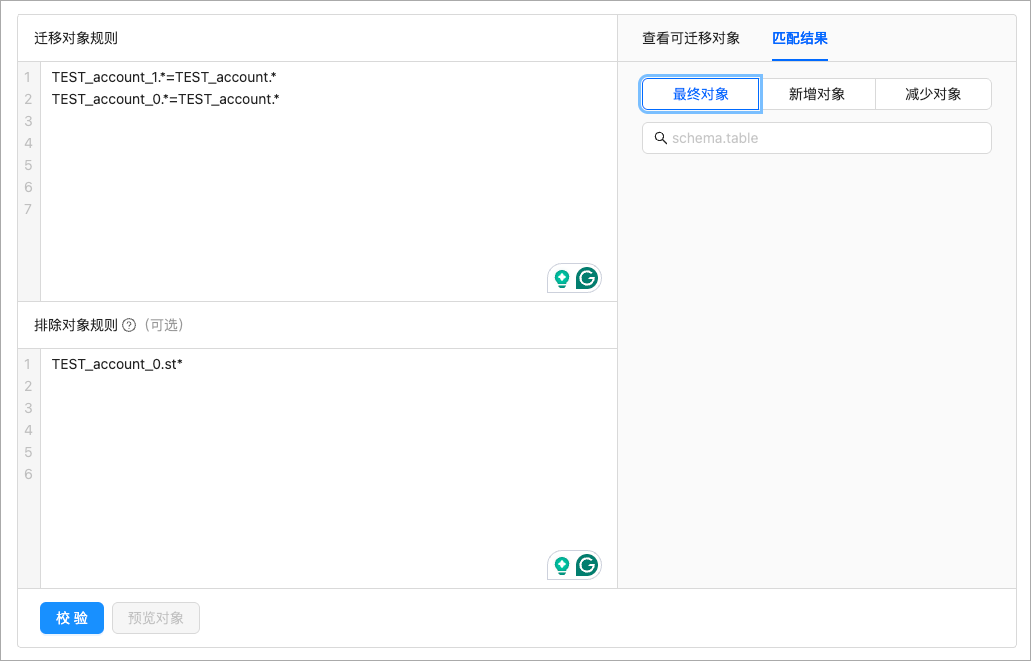 迁移对象规则
1 TEST_account_1.*=TEST_account.*
2 TEST_account_0.*=TEST_account.*
3
4
5
6
7
排除对象规则 ? (可选)
1 TEST_account_0.st*
2
3
4
5
6
校 验 预览对象
查看可迁移对象 匹配结果
最终对象 新增对象 减少对象
schema.table